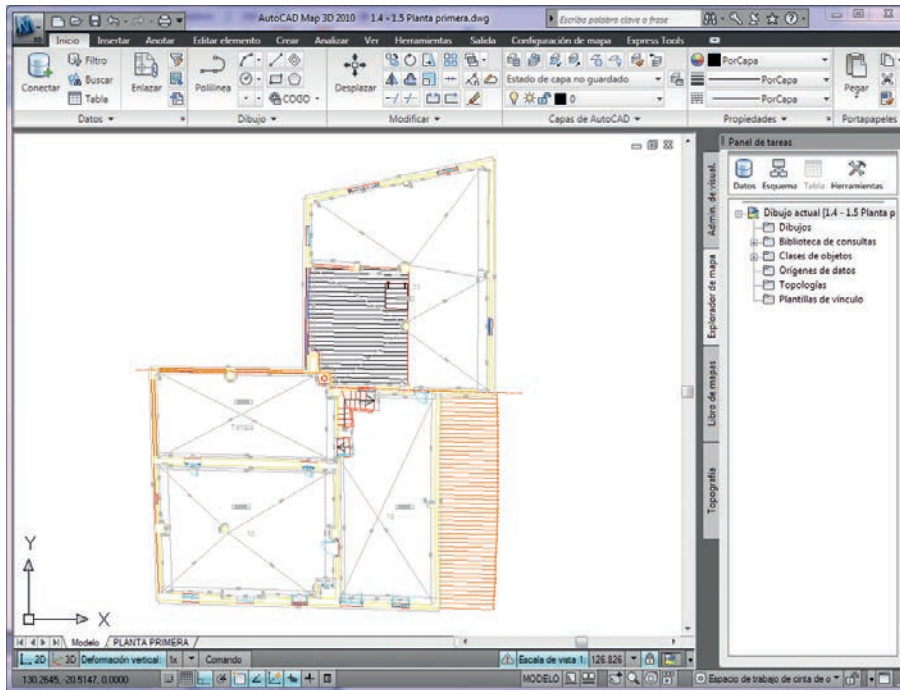 AutoCAD Map 3D 2010 1.4 - 1.5 Planta primera.dwg Escriba palabra clave o frase
3D Inicio Insertar Anotar Editar elemento Crear Analizar Ver Herramientas Salida Configuración de mapa Express Tools
Conectar Filtro Buscar Tabla Enlazar Polilínea COGO Desplazar Estado de capa no guardado 0 PorCapa PorCapa PorCapa Pegar
Datos Dibujo Modificar Capas de AutoCAD Propiedades Portapapeles
Panel de tareas
Datos Esquema Tabla Herramientas
Admin. de visual.
Explorador de mapa
Libro de mapas
Topografía
Dibujo actual [1.4 - 1.5 Planta p
Dibujos
Biblioteca de consultas
Clases de objetos
Orígenes de datos
Topologías
Plantillas de vínculo
Y
X
Modelo PLANTA PRIMERA
2D 3D Deformación vertical: 1x Comando Escala de vista 1: 126.826
130.2645, -20.5147, 0.0000 MODELO Espacio de trabajo de cinta de o